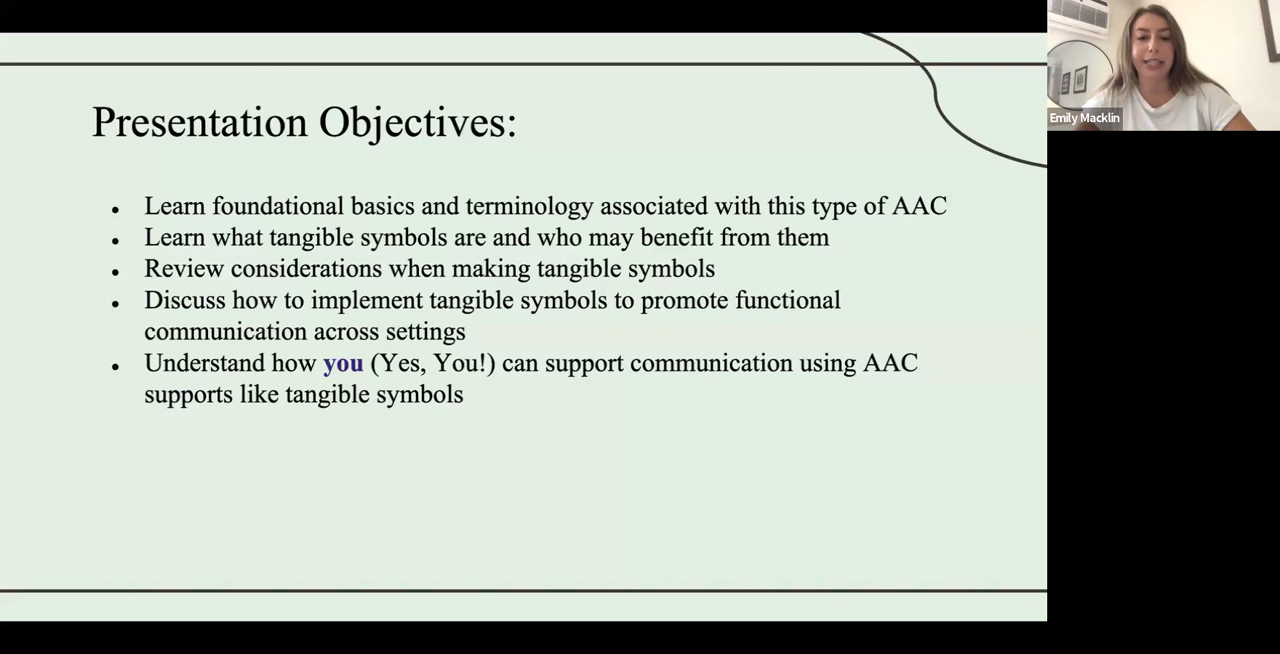 Presentation Objectives:
Learn foundational basics and terminology associated with this type of AAC
Learn what tangible symbols are and who may benefit from them
Review considerations when making tangible symbols
Discuss how to implement tangible symbols to promote functional
communication across settings
Understand how you (Yes, You!) can support communication using AAC
supports like tangible symbols
Emily Macklin